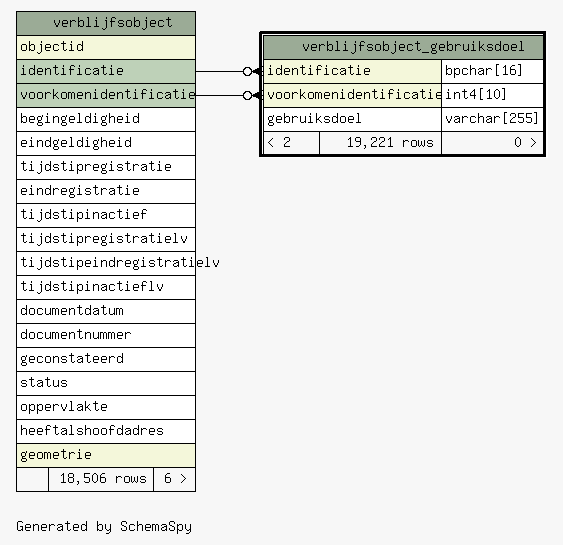 verblijfsobject
objectid
identificatie
voorkomenidentificatie
begingeldigheid
eindgeldigheid
tijdstipregistratie
eindregistratie
tijdstipinactief
tijdstipregistratielv
tijdstipeindregistratielv
tijdstipinactieflv
documentdatum
documentnummer
geconstateerd
status
oppervlakte
heeftalshoofdadres
geometrie
18,506 rows 6 >
verblijfsobject_gebruiksdoel
identificatie bpchar[16]
voorkomenidentificatie int4[10]
gebruiksdoel varchar[255]
< 2 19,221 rows 0 >
Generated by SchemaSpy